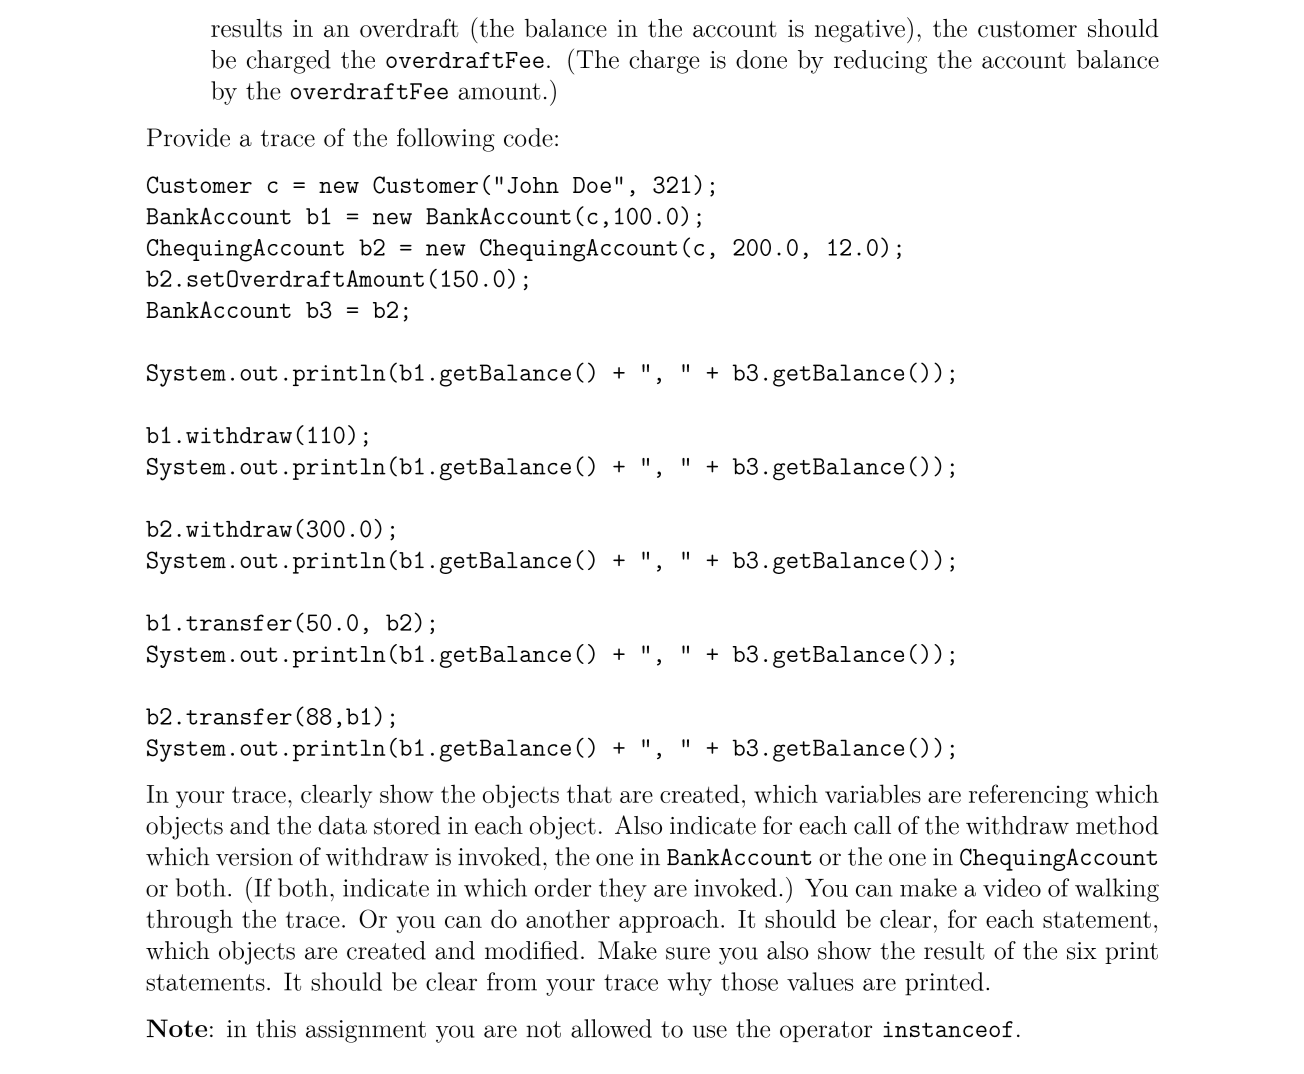 results in an overdraft (the balance in the account is negative), the customer should
be charged the overdraftFee. (The charge is done by reducing the account balance
by the overdraftFee amount.)
Provide a trace of the following code:
Customer c = new Customer("John Doe", 321);
BankAccount b1 = new BankAccount(c,100.0);
ChequingAccount b2 = new ChequingAccount(c, 200.0, 12.0);
b2.setOverdraftAmount(150.0);
BankAccount b3 = b2;
System.out.println(b1.getBalance() + ", " + b3.getBalance());
b1.withdraw(110);
System.out.println(b1.getBalance() + ", " + b3.getBalance());
b2.withdraw(300.0);
System.out.println(b1.getBalance() + ", " + b3.getBalance());
b1.transfer(50.0, b2);
System.out.println(b1.getBalance() + ", " + b3.getBalance());
b2.transfer(88,b1);
System.out.println(b1.getBalance() + ", " + b3.getBalance());
In your trace, clearly show the objects that are created, which variables are referencing which
objects and the data stored in each object. Also indicate for each call of the withdraw method
which version of withdraw is invoked, the one in BankAccount or the one in ChequingAccount
or both. (If both, indicate in which order they are invoked.) You can make a video of walking
through the trace. Or you can do another approach. It should be clear, for each statement,
which objects are created and modified. Make sure you also show the result of the six print
statements. It should be clear from your trace why those values are printed.
Note: in this assignment you are not allowed to use the operator instanceof.